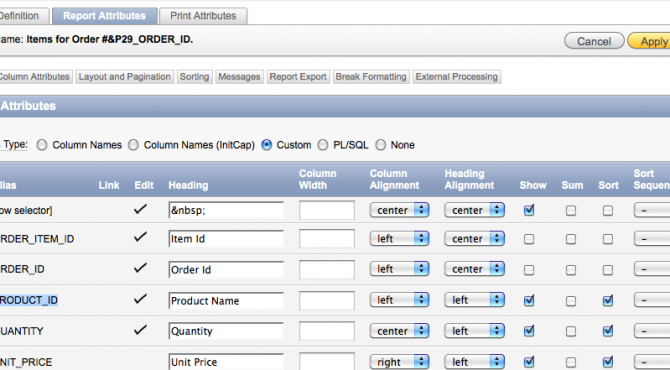 Definition Report Attributes Print Attributes
Name: Items for Order #&P29_ORDER_ID. Cancel Apply
Column Attributes Layout and Pagination Sorting Messages Report Export Break Formatting External Processing
Attributes
Type: Column Names Column Names (InitCap) Custom PL/SQL None
Column Column Heading Sort
lias Link Edit Heading Width Alignment Alignment Show Sum Sort Seque
ow selector] &nbsp; center center -
RDER_ITEM_ID Item Id left center -
RDER_ID Order Id left center -
RODUCT_ID Product Name left left -
UANTITY Quantity center left -
NIT_PRICE Unit Price right left -